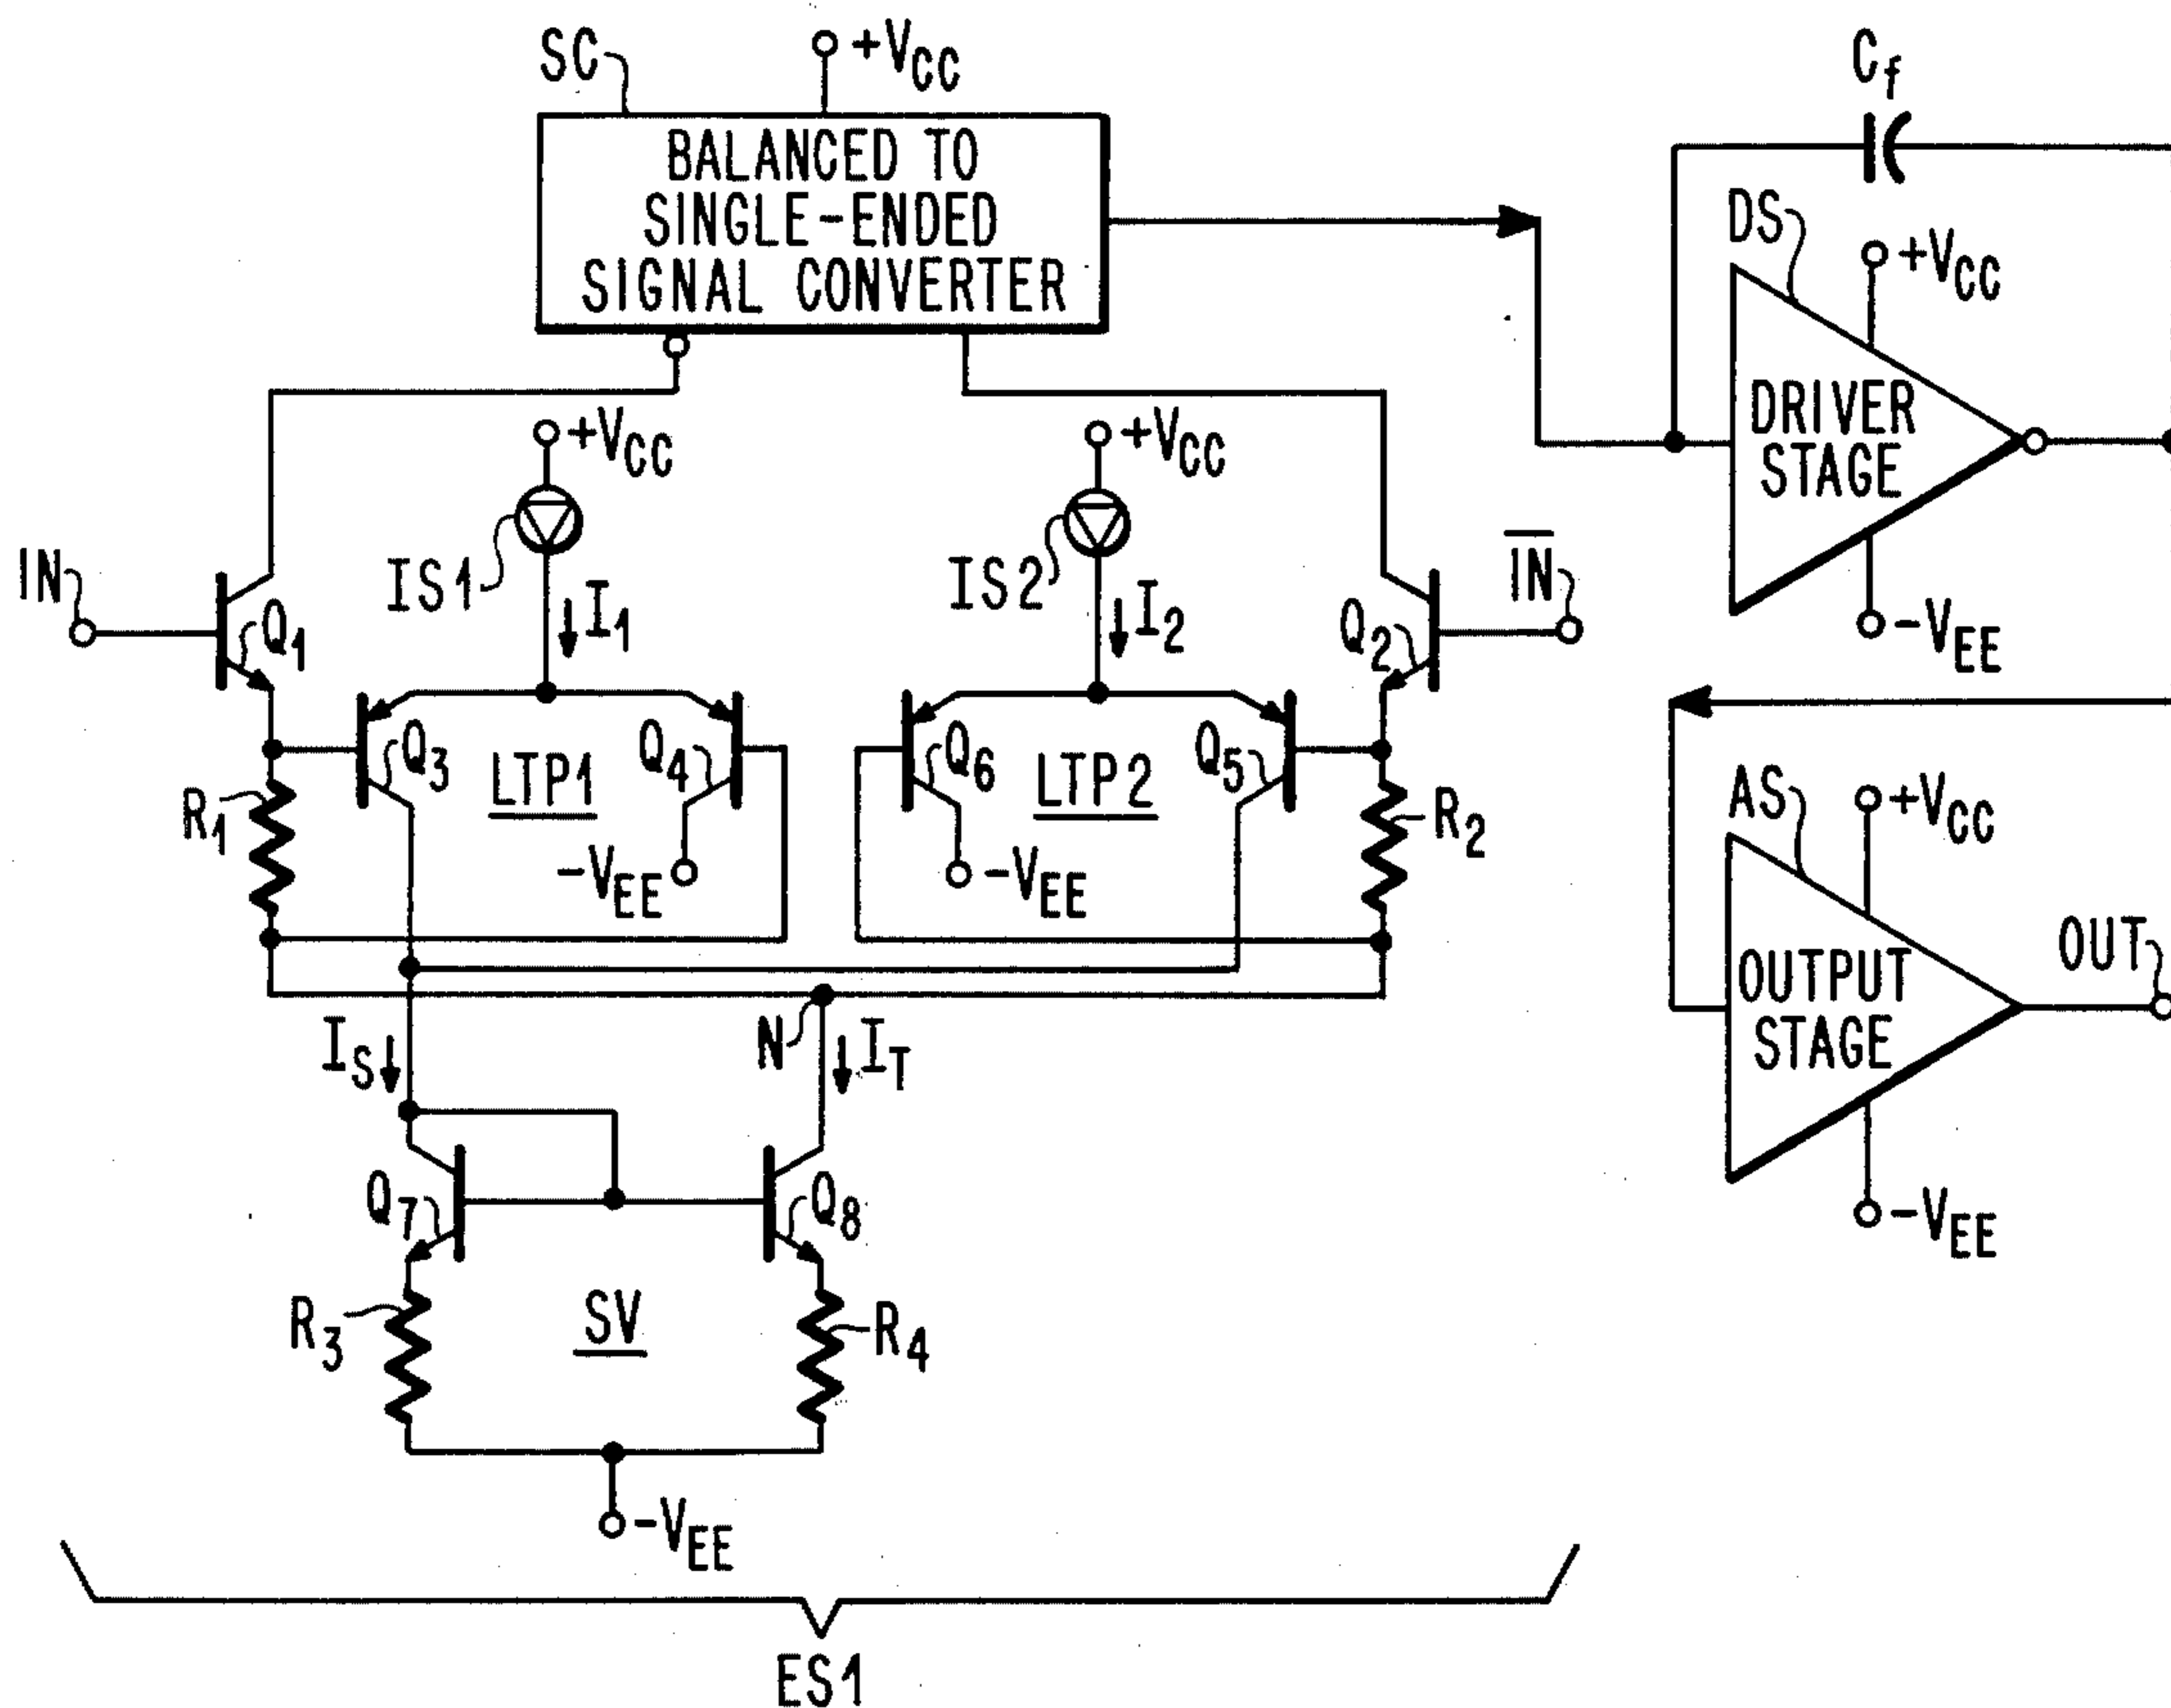 SC
+VCC
BALANCED TO
SINGLE-ENDED
SIGNAL CONVERTER
Cf
DS
+VCC
DRIVER
STAGE
-VEE
+VCC
IS1
I1
+VCC
IS2
I2
IN
Q1
IN
Q2
Q3
LTP1
Q4
Q6
LTP2
Q5
R1
R2
-VEE
-VEE
AS
+VCC
OUTPUT
STAGE
OUT
-VEE
IS
N
IT
Q7
Q8
R3
SV
R4
-VEE
ES1